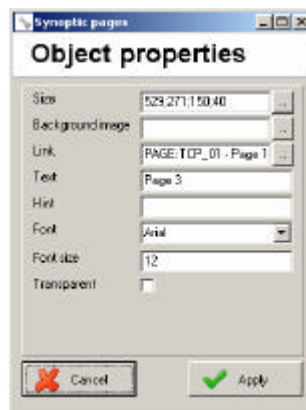 Synoptic pages
Object properties
Size 529;271;150;40 ...
Background image ...
Link PAGE:TCP_01 - Page 1 ...
Text Page 3
Hint
Font Arial
Font size 12
Transparent
Cancel Apply